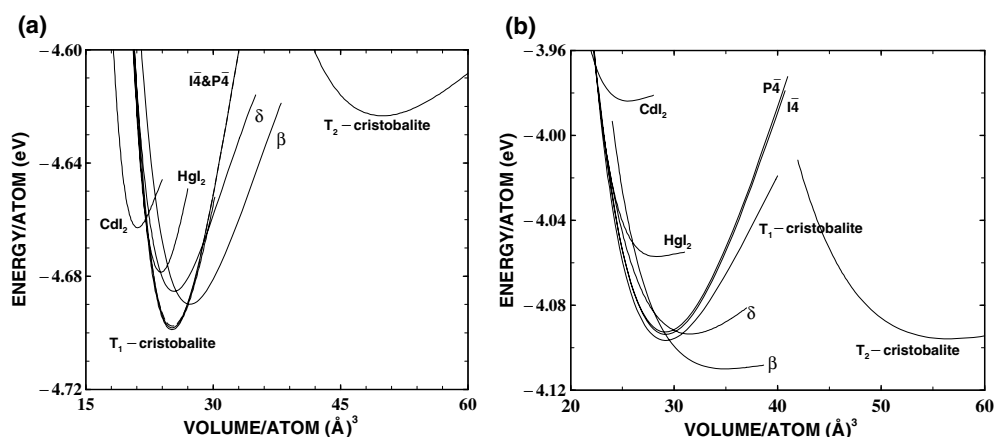 (a)
ENERGY/ATOM (eV)
−4.60
−4.64
−4.68
−4.72
I4̄&P4̄
δ
β
T₂−cristobalite
HgI₂
CdI₂
T₁−cristobalite
15 30 45 60
VOLUME/ATOM (Å)³
(b)
ENERGY/ATOM (eV)
−3.96
−4.00
−4.04
−4.08
−4.12
P4̄
I4̄
CdI₂
HgI₂
T₁−cristobalite
δ
β
T₂−cristobalite
20 30 40 50 60
VOLUME/ATOM (Å)³